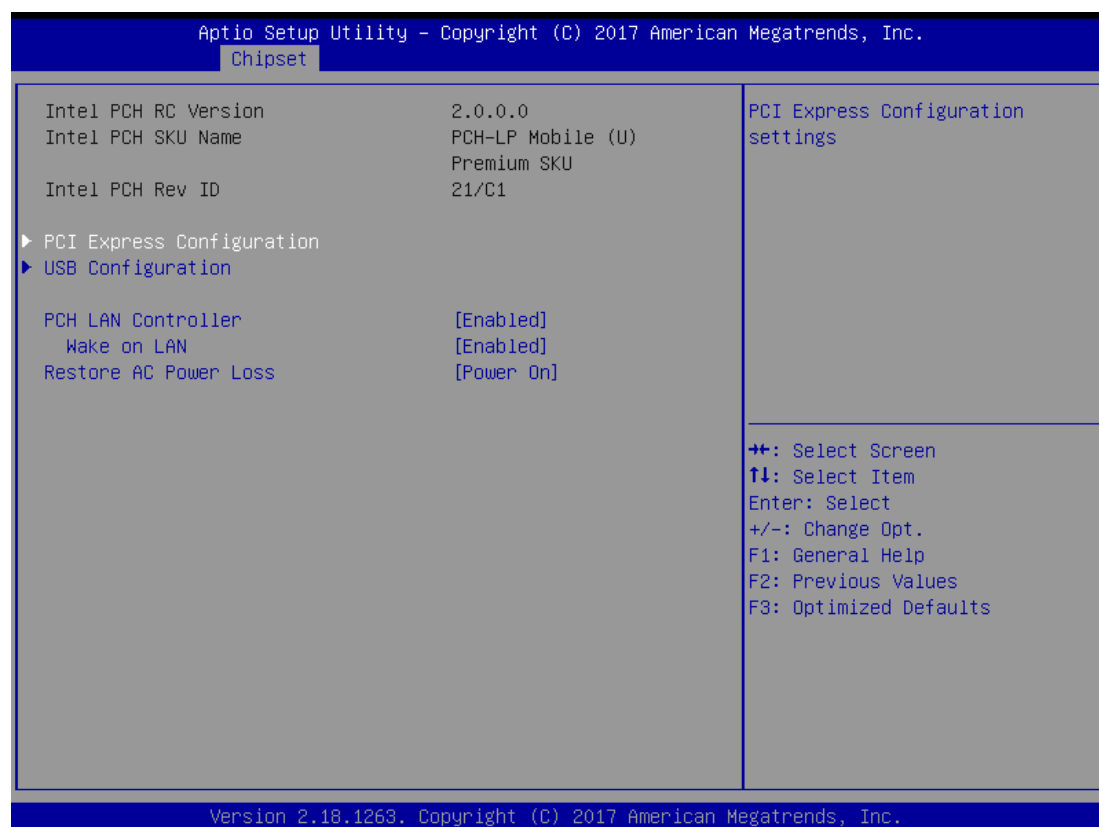 Aptio Setup Utility – Copyright (C) 2017 American Megatrends, Inc.
Chipset
Intel PCH RC Version 2.0.0.0
Intel PCH SKU Name PCH-LP Mobile (U)
Premium SKU
Intel PCH Rev ID 21/C1
PCI Express Configuration
USB Configuration
PCH LAN Controller [Enabled]
Wake on LAN [Enabled]
Restore AC Power Loss [Power On]
PCI Express Configuration
settings
→←: Select Screen
↑↓: Select Item
Enter: Select
+/-: Change Opt.
F1: General Help
F2: Previous Values
F3: Optimized Defaults
Version 2.18.1263. Copyright (C) 2017 American Megatrends, Inc.